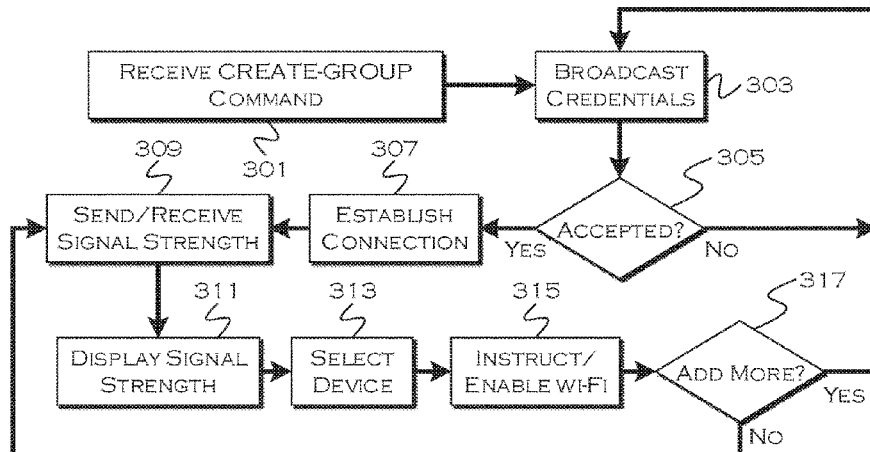 RECEIVE CREATE-GROUP
COMMAND
301
BROADCAST
CREDENTIALS
303
305
ACCEPTED?
YES
NO
307
ESTABLISH
CONNECTION
309
SEND/RECEIVE
SIGNAL STRENGTH
311
DISPLAY SIGNAL
STRENGTH
313
SELECT
DEVICE
315
INSTRUCT/
ENABLE WI-FI
317
ADD MORE?
YES
NO